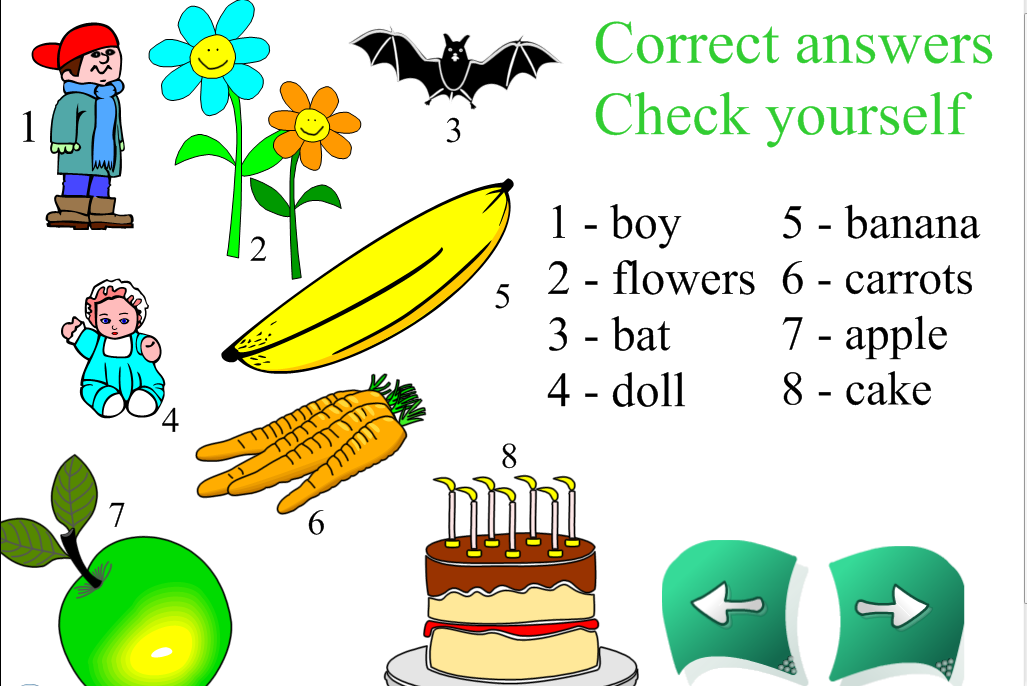 Correct answers
Check yourself
1 - boy
2 - flowers
3 - bat
4 - doll
5 - banana
6 - carrots
7 - apple
8 - cake
1
2
3
4
5
6
7
8